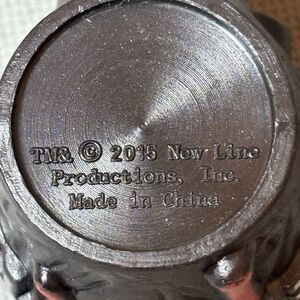 TM& © 2015 New Line
Productions, Inc.
Made in China